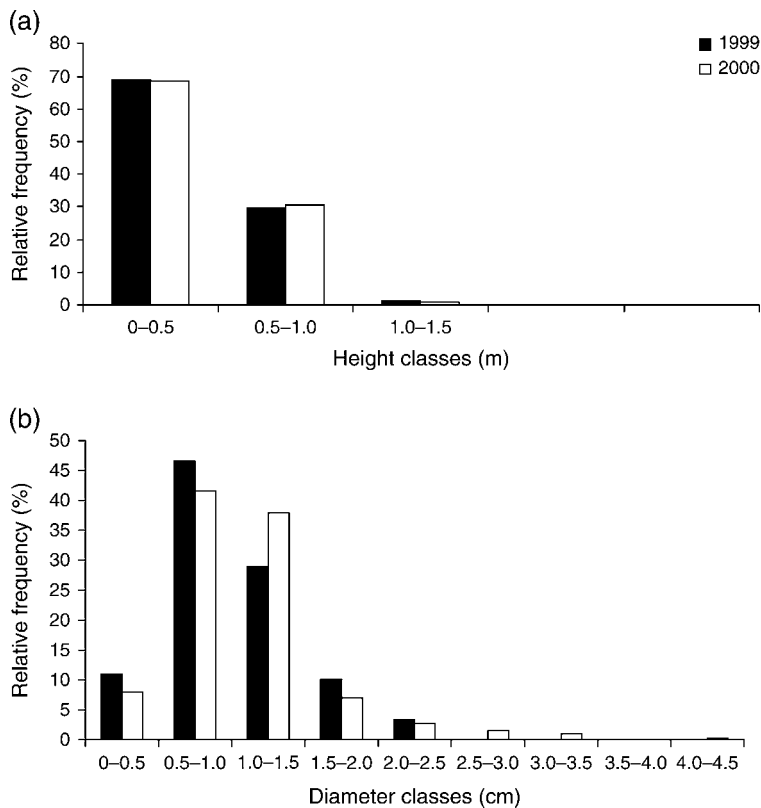 (a)
80
70
60
50
40
30
20
10
0
Relative frequency (%)
1999
2000
0–0.5 0.5–1.0 1.0–1.5
Height classes (m)
(b)
50
45
40
35
30
25
20
15
10
5
0
Relative frequency (%)
0–0.5 0.5–1.0 1.0–1.5 1.5–2.0 2.0–2.5 2.5–3.0 3.0–3.5 3.5–4.0 4.0–4.5
Diameter classes (cm)